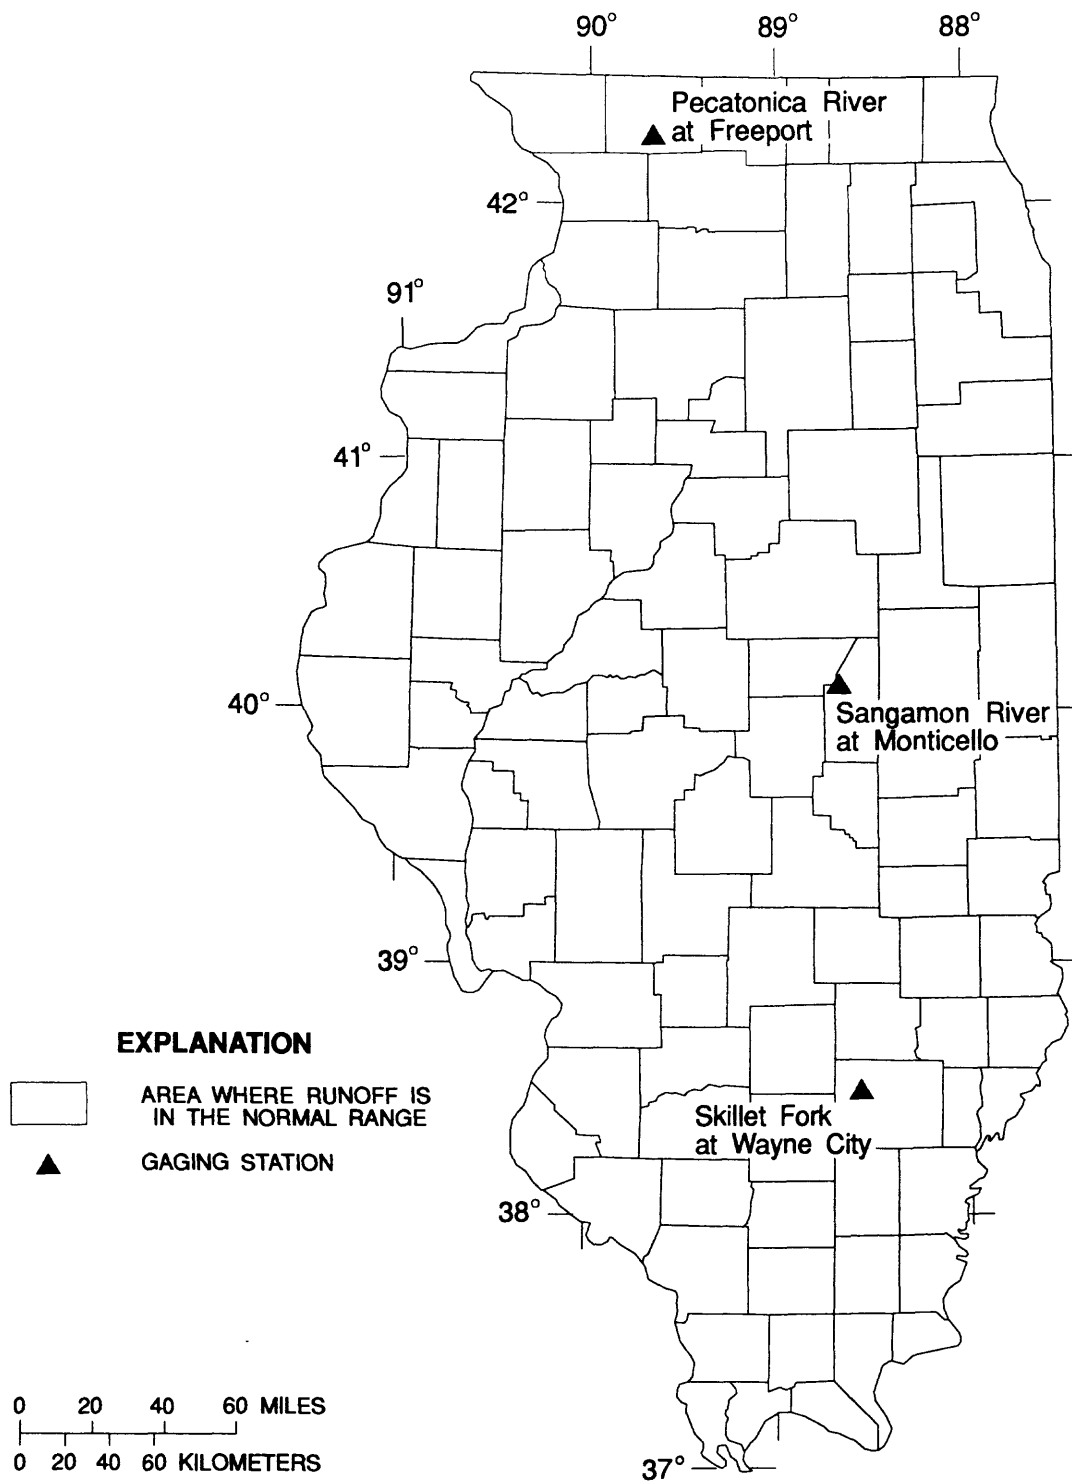 90° 89° 88°
Pecatonica River
at Freeport
42°
91°
41°
40°
Sangamon River
at Monticello
39°
EXPLANATION
AREA WHERE RUNOFF IS
IN THE NORMAL RANGE
GAGING STATION
Skillet Fork
at Wayne City
38°
0 20 40 60 MILES
0 20 40 60 KILOMETERS
37°